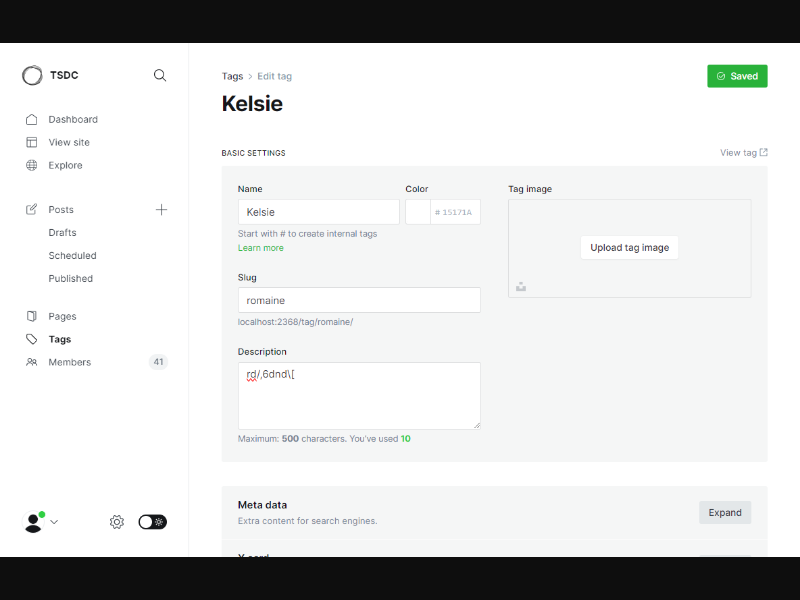 TSDC
Dashboard
View site
Explore
Posts
Drafts
Scheduled
Published
Pages
Tags
Members 41
Tags > Edit tag
Saved
Kelsie
BASIC SETTINGS
View tag
Name
Kelsie
Color
# 15171A
Start with # to create internal tags
Learn more
Slug
romaine
localhost:2368/tag/romaine/
Description
rd/,6dnd\[
Maximum: 500 characters. You've used 10
Tag image
Upload tag image
Meta data
Extra content for search engines.
Expand